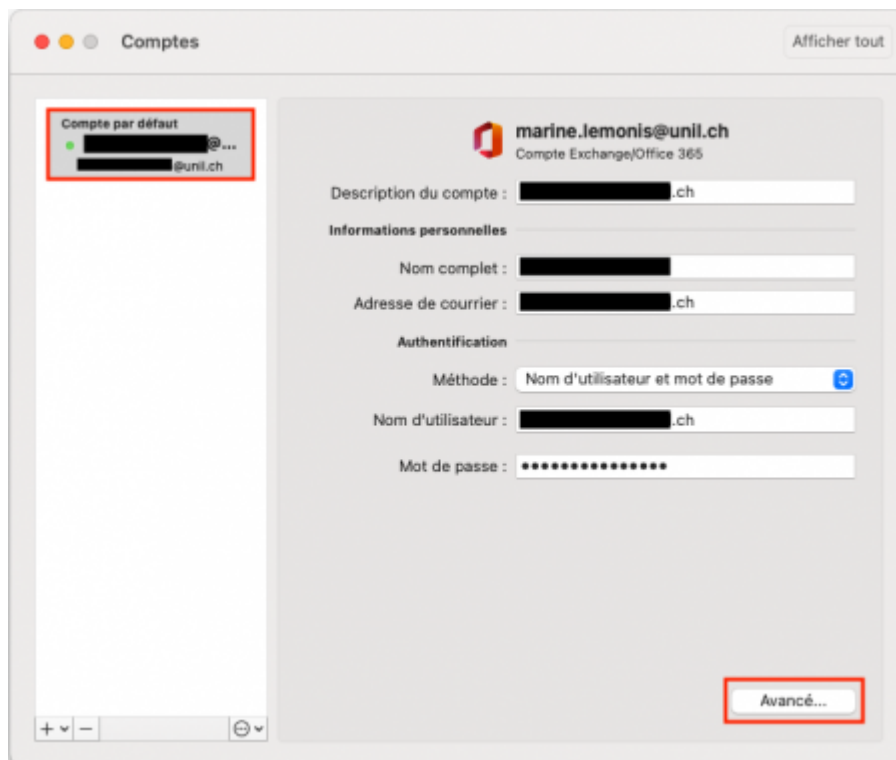 Comptes
Afficher tout
Compte par défaut
@...
@unil.ch
marine.lemonis@unil.ch
Compte Exchange/Office 365
Description du compte : .ch
Informations personnelles
Nom complet :
Adresse de courrier : .ch
Authentification
Méthode : Nom d'utilisateur et mot de passe
Nom d'utilisateur : .ch
Mot de passe : •••••••••••••••
Avancé...